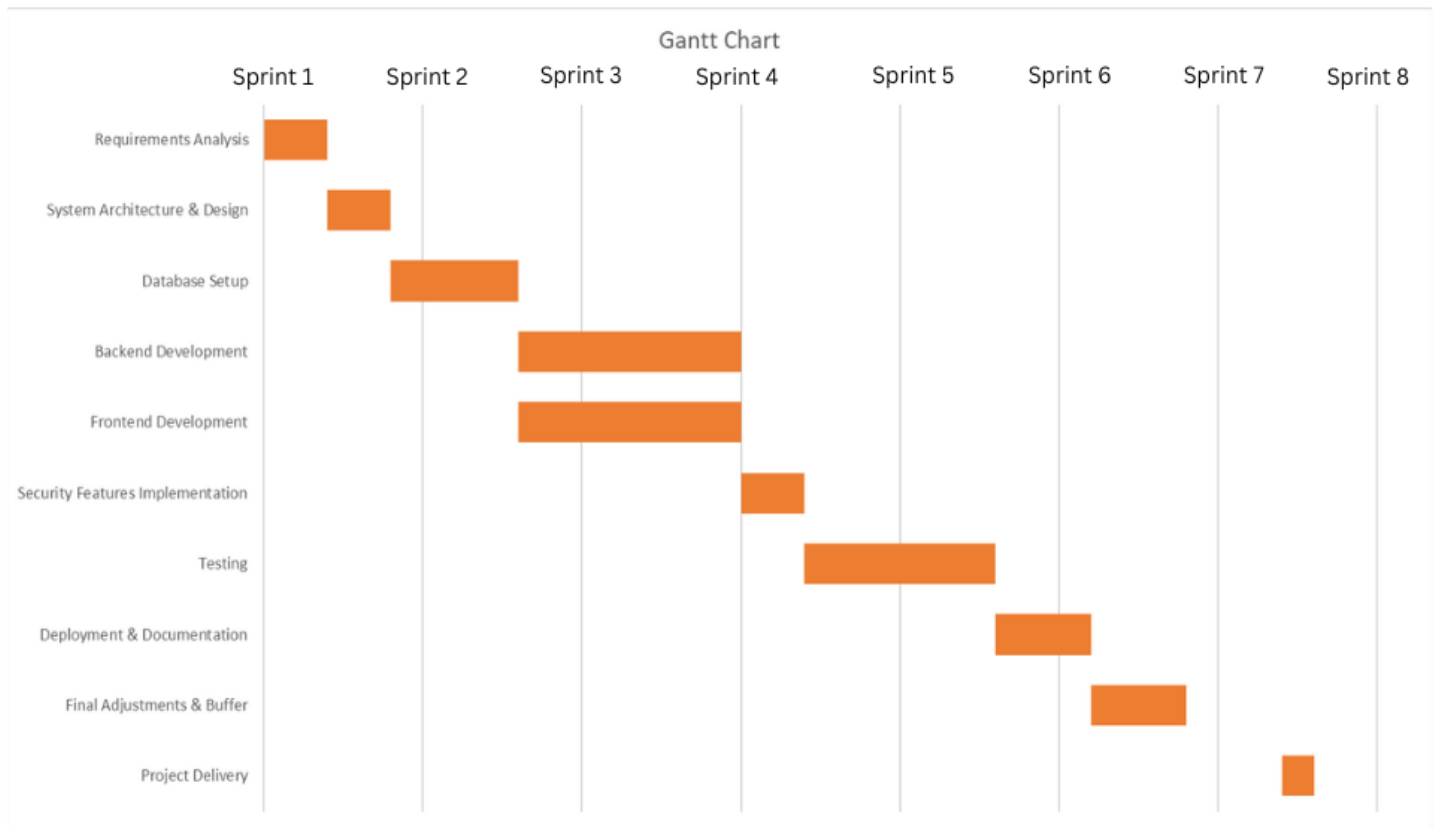 Gantt Chart
Sprint 1 Sprint 2 Sprint 3 Sprint 4 Sprint 5 Sprint 6 Sprint 7 Sprint 8
Requirements Analysis
System Architecture & Design
Database Setup
Backend Development
Frontend Development
Security Features Implementation
Testing
Deployment & Documentation
Final Adjustments & Buffer
Project Delivery